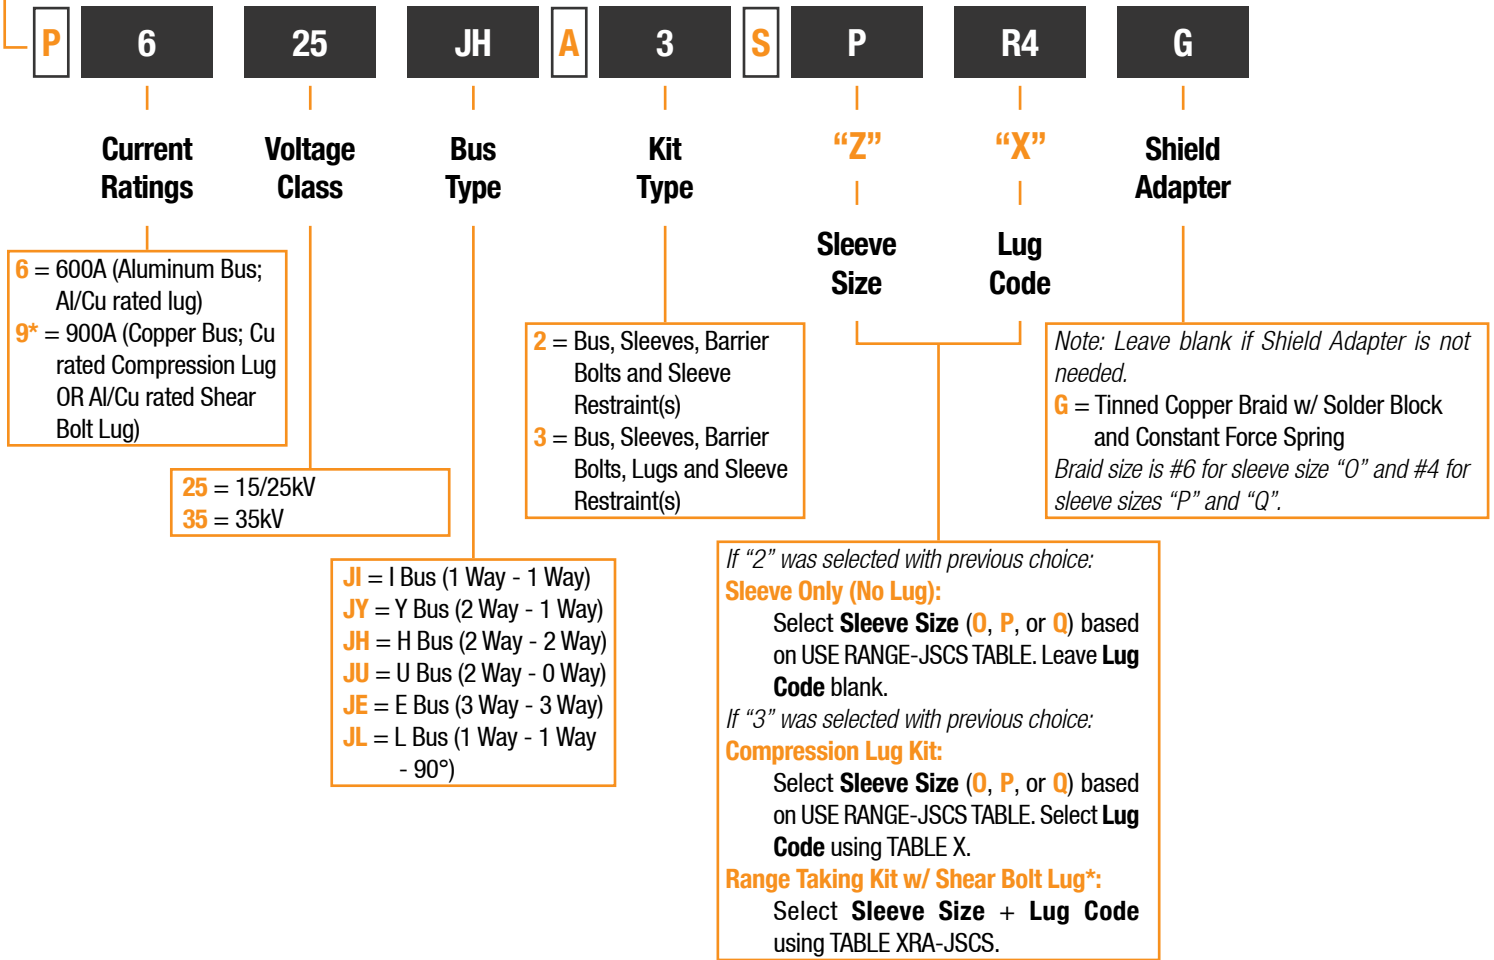 P 6 25 JH A 3 S P R4 G
Current
Ratings
Voltage
Class
Bus
Type
Kit
Type
“Z”
Sleeve
Size
“X”
Lug
Code
Shield
Adapter
6 = 600A (Aluminum Bus;
Al/Cu rated lug)
9* = 900A (Copper Bus; Cu
rated Compression Lug
OR Al/Cu rated Shear
Bolt Lug)
25 = 15/25kV
35 = 35kV
JI = I Bus (1 Way - 1 Way)
JY = Y Bus (2 Way - 1 Way)
JH = H Bus (2 Way - 2 Way)
JU = U Bus (2 Way - 0 Way)
JE = E Bus (3 Way - 3 Way)
JL = L Bus (1 Way - 1 Way
- 90°)
2 = Bus, Sleeves, Barrier
Bolts and Sleeve
Restraint(s)
3 = Bus, Sleeves, Barrier
Bolts, Lugs and Sleeve
Restraint(s)
If “2” was selected with previous choice:
Sleeve Only (No Lug):
Select Sleeve Size (O, P, or Q) based
on USE RANGE-JSCS TABLE. Leave Lug
Code blank.
If “3” was selected with previous choice:
Compression Lug Kit:
Select Sleeve Size (O, P, or Q) based
on USE RANGE-JSCS TABLE. Select Lug
Code using TABLE X.
Range Taking Kit w/ Shear Bolt Lug*:
Select Sleeve Size + Lug Code
using TABLE XRA-JSCS.
Note: Leave blank if Shield Adapter is not
needed.
G = Tinned Copper Braid w/ Solder Block
and Constant Force Spring
Braid size is #6 for sleeve size “O” and #4 for
sleeve sizes “P” and “Q”.